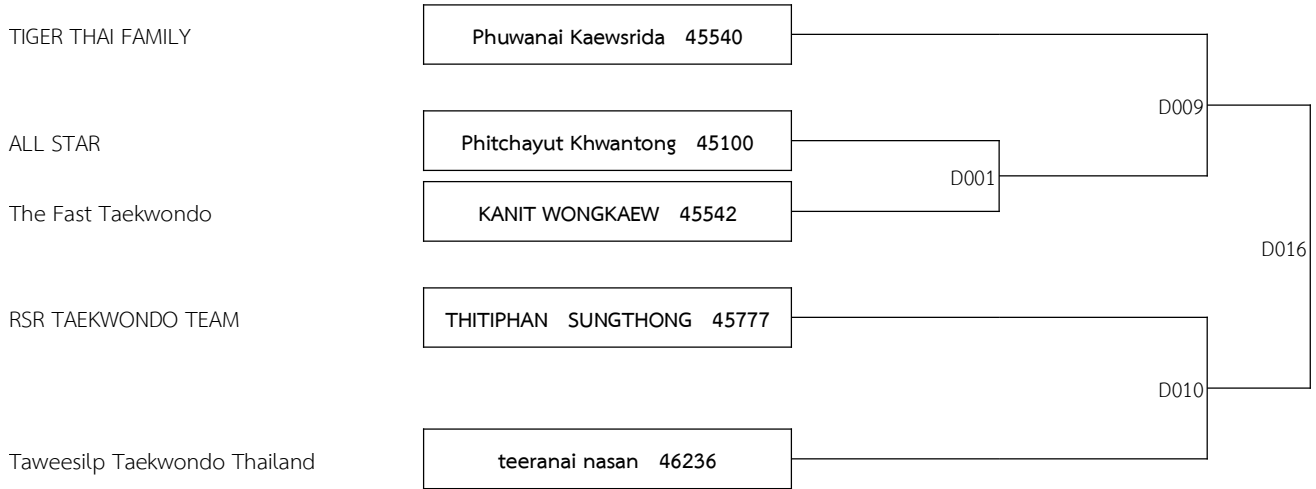 TIGER THAI FAMILY
Phuwanai Kaewsrida 45540
D009
ALL STAR
Phitchayut Khwantong 45100
D001
The Fast Taekwondo
KANIT WONGKAEW 45542
D016
RSR TAEKWONDO TEAM
THITIPHAN SUNGTHONG 45777
D010
Taweesilp Taekwondo Thailand
teeranai nasan 46236